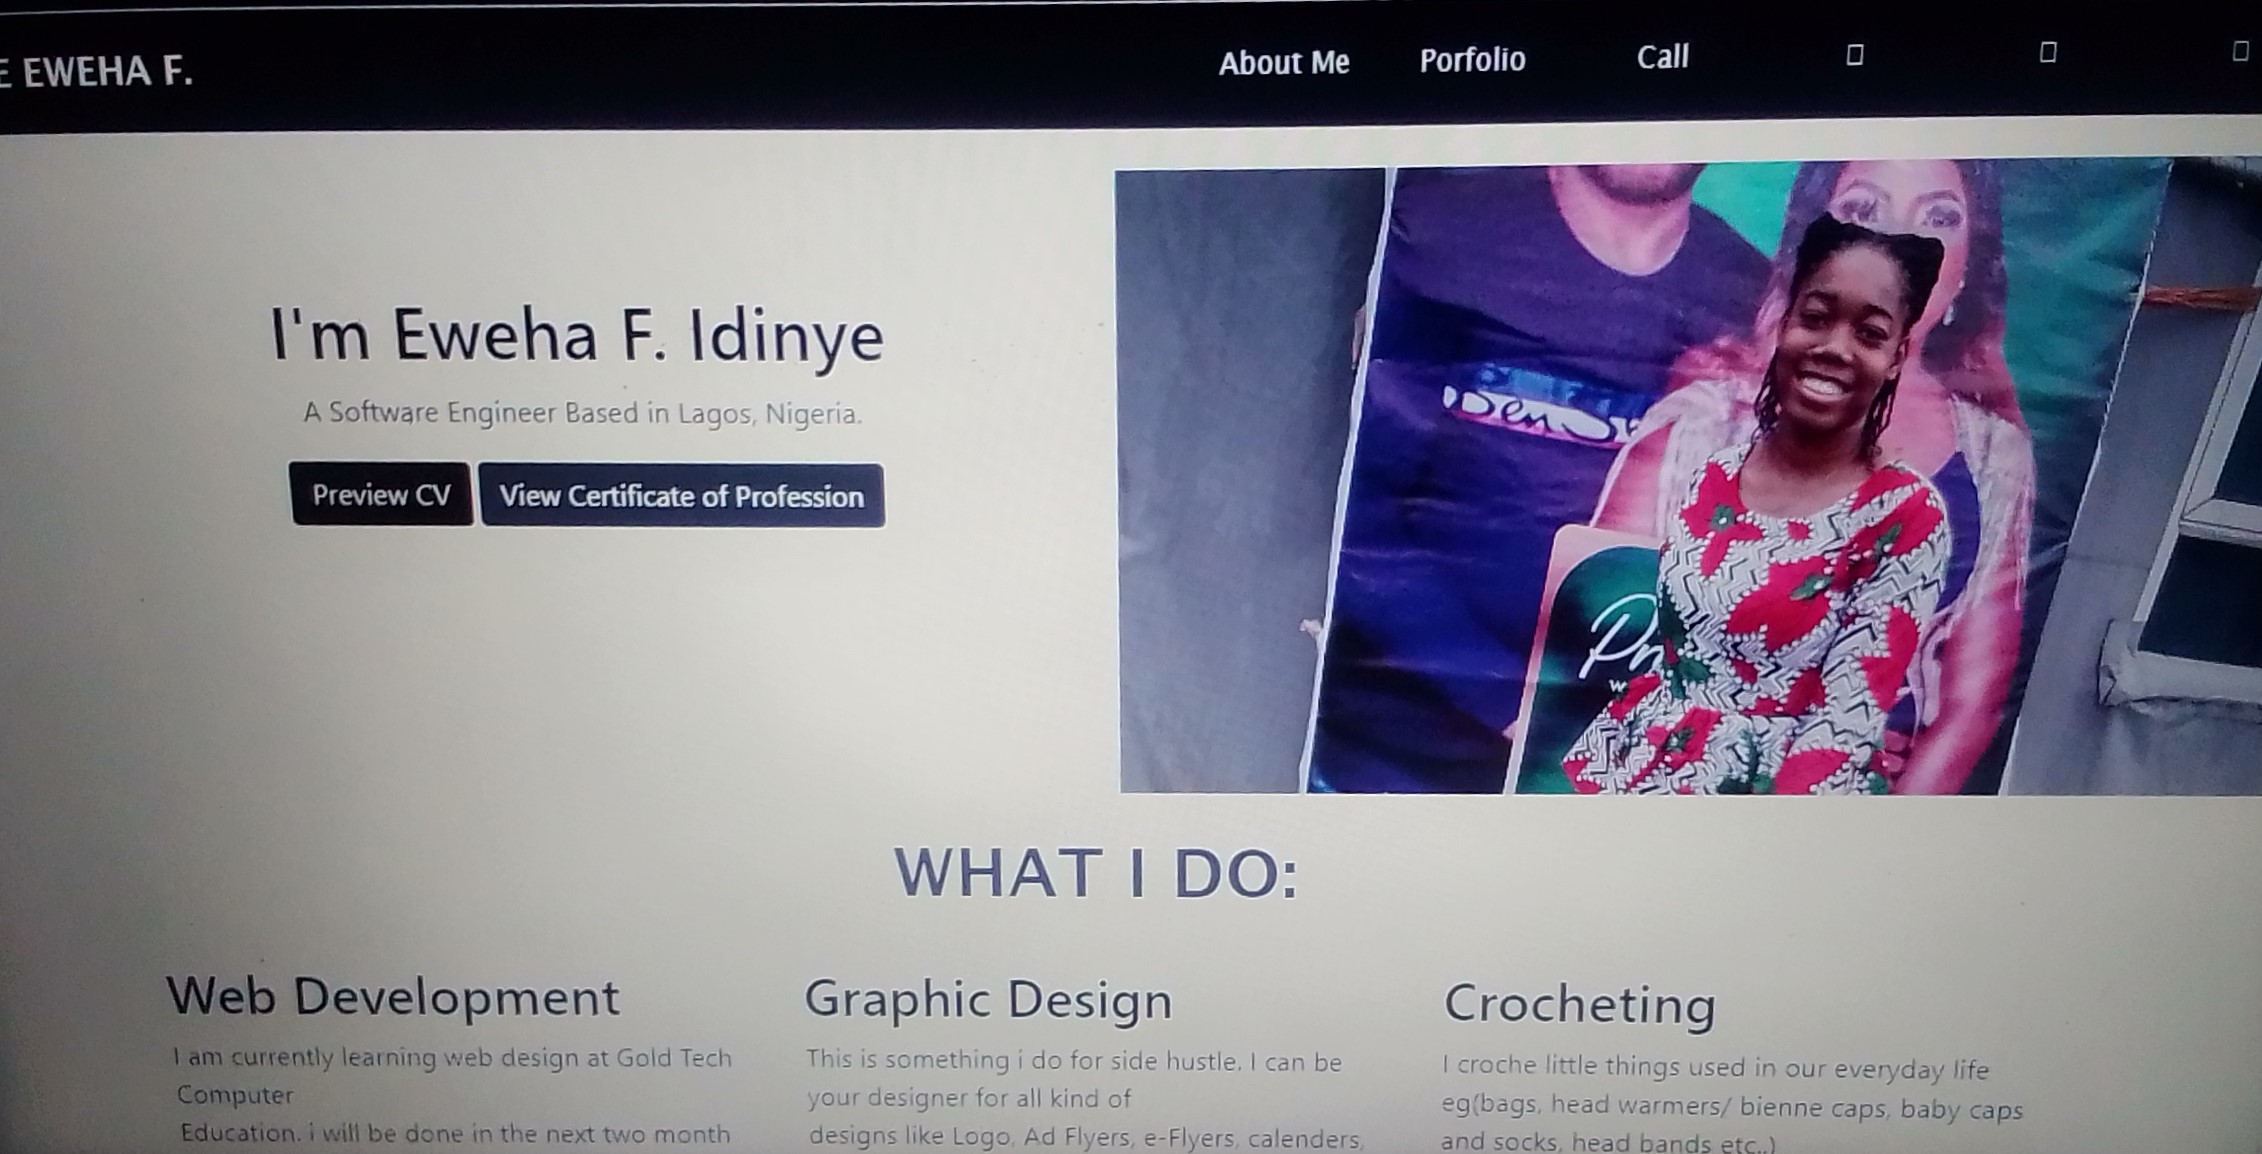 E EWEHA F.
About Me Porfolio Call
I'm Eweha F. Idinye
A Software Engineer Based in Lagos, Nigeria.
Preview CV View Certificate of Profession
WHAT I DO:
Web Development
I am currently learning web design at Gold Tech
Computer
Education. i will be done in the next two month
Graphic Design
This is something i do for side hustle. I can be
your designer for all kind of
designs like Logo, Ad Flyers, e-Flyers, calenders,
Crocheting
I croche little things used in our everyday life
eg(bags, head warmers/ bienne caps, baby caps
and socks, head bands etc..)